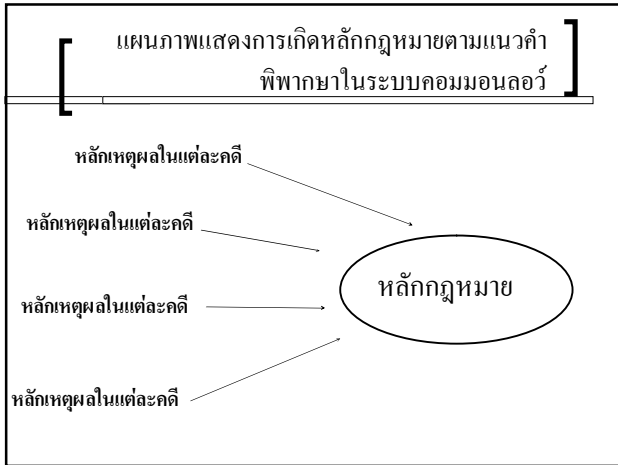 แผนภาพแสดงการเกิดหลักกฎหมายตามแนวคำ
พิพากษาในระบบคอมมอนลอว์
หลักเหตุผลในแต่ละคดี
หลักเหตุผลในแต่ละคดี
หลักกฎหมาย
หลักเหตุผลในแต่ละคดี
หลักเหตุผลในแต่ละคดี